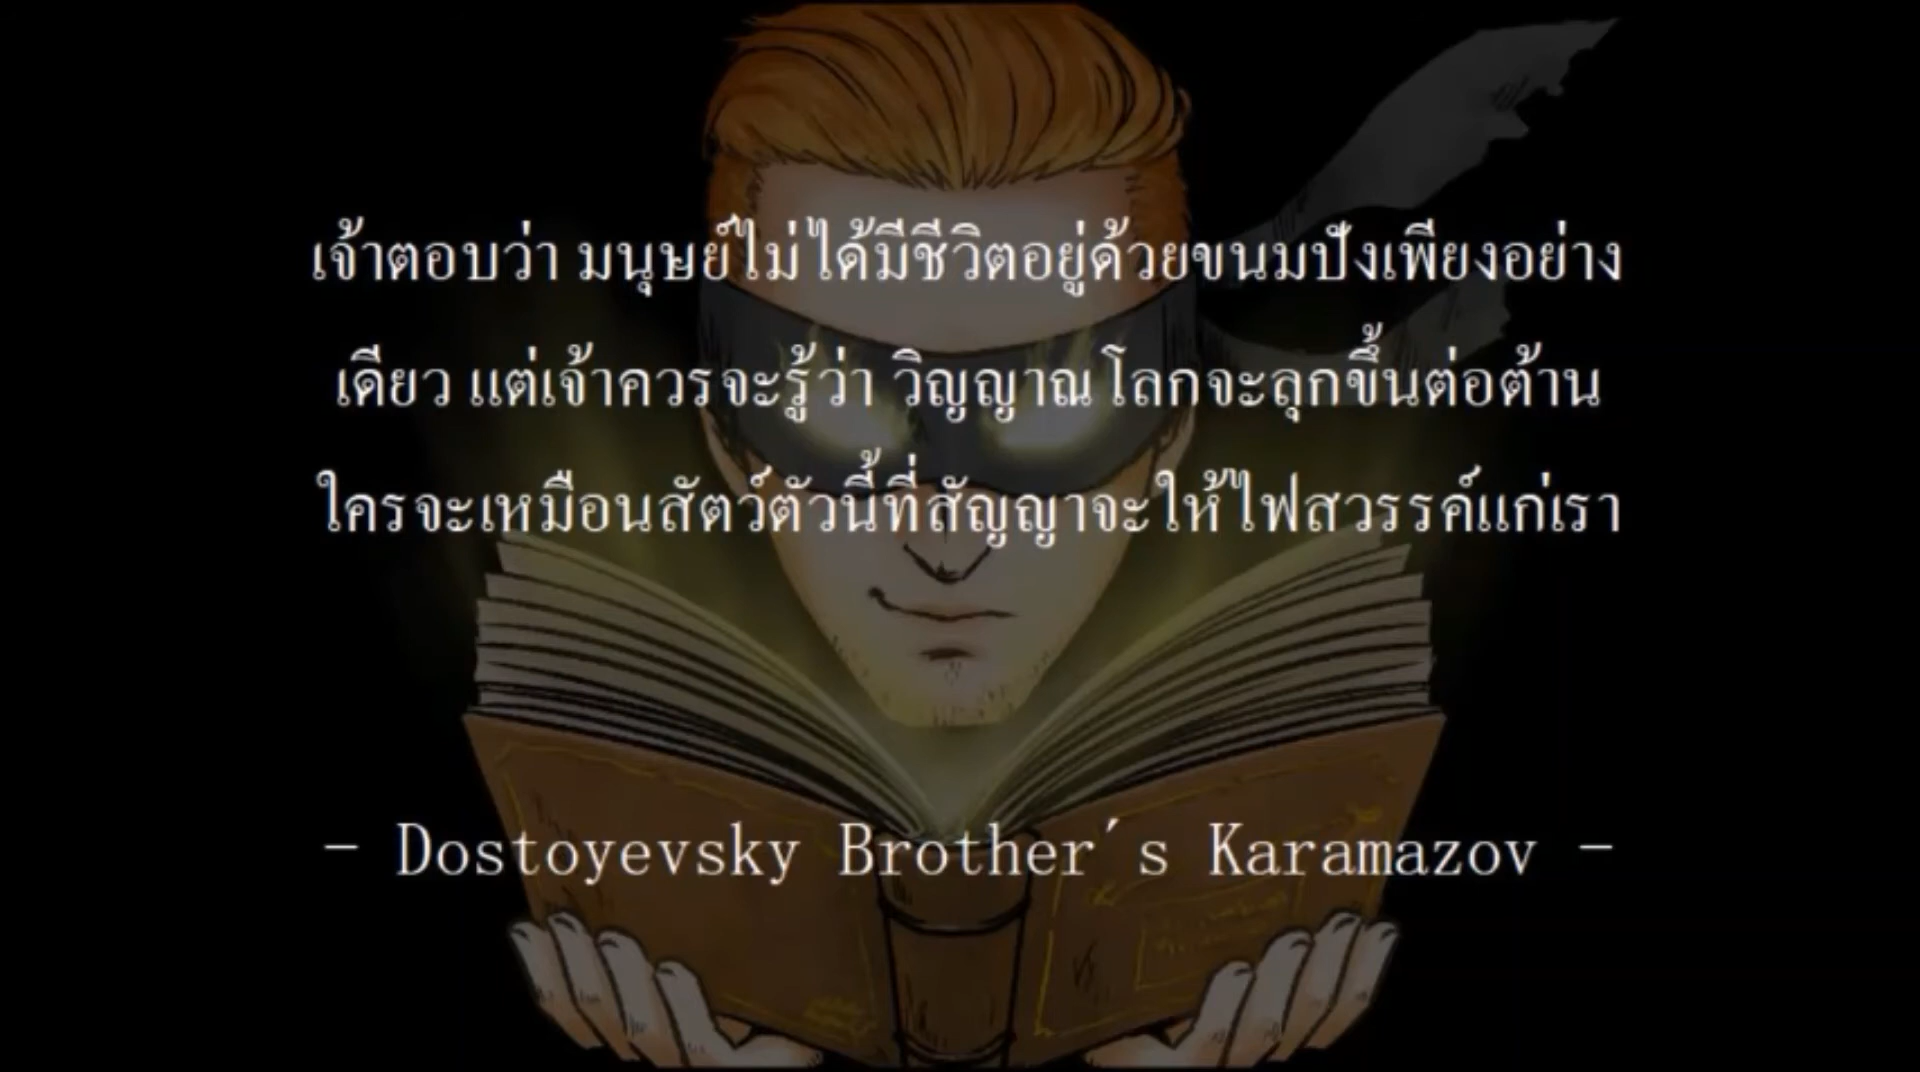 เจ้าตอบว่า มนุษย์ไม่ได้มีชีวิตอยู่ด้วยขนมปังเพียงอย่าง
เดียว แต่เจ้าควรจะรู้ว่า วิญญาณโลกจะลุกขึ้นต่อต้าน
ใครจะเหมือนสัตว์ตัวนี้ที่สัญญาจะให้ไฟสวรรค์แก่เรา
- Dostoyevsky Brother's Karamazov -